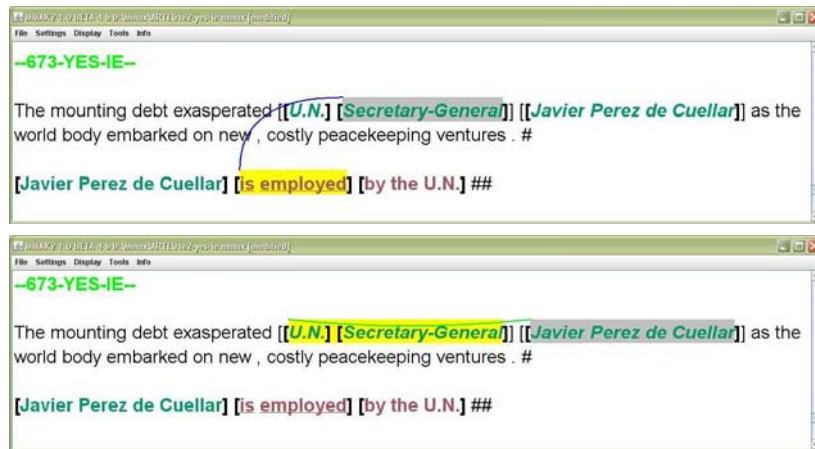 File Settings Display Tools Info
--673-YES-IE--
The mounting debt exasperated [[U.N.] [Secretary-General]] [[Javier Perez de Cuellar]] as the
world body embarked on new , costly peacekeeping ventures . #
[Javier Perez de Cuellar] [is employed] [by the U.N.] ##
File Settings Display Tools Info
--673-YES-IE--
The mounting debt exasperated [[U.N.] [Secretary-General]] [[Javier Perez de Cuellar]] as the
world body embarked on new , costly peacekeeping ventures . #
[Javier Perez de Cuellar] [is employed] [by the U.N.] ##